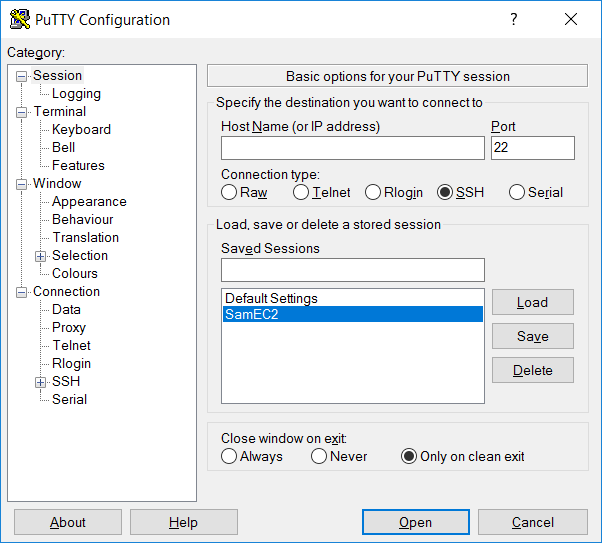 PuTTY Configuration
?
Category:
Session
Logging
Terminal
Keyboard
Bell
Features
Window
Appearance
Behaviour
Translation
Selection
Colours
Connection
Data
Proxy
Telnet
Rlogin
SSH
Serial
Basic options for your PuTTY session
Specify the destination you want to connect to
Host Name (or IP address) Port
22
Connection type:
Raw Telnet Rlogin SSH Serial
Load, save or delete a stored session
Saved Sessions
Default Settings
SamEC2
Load
Save
Delete
Close window on exit:
Always Never Only on clean exit
About Help Open Cancel